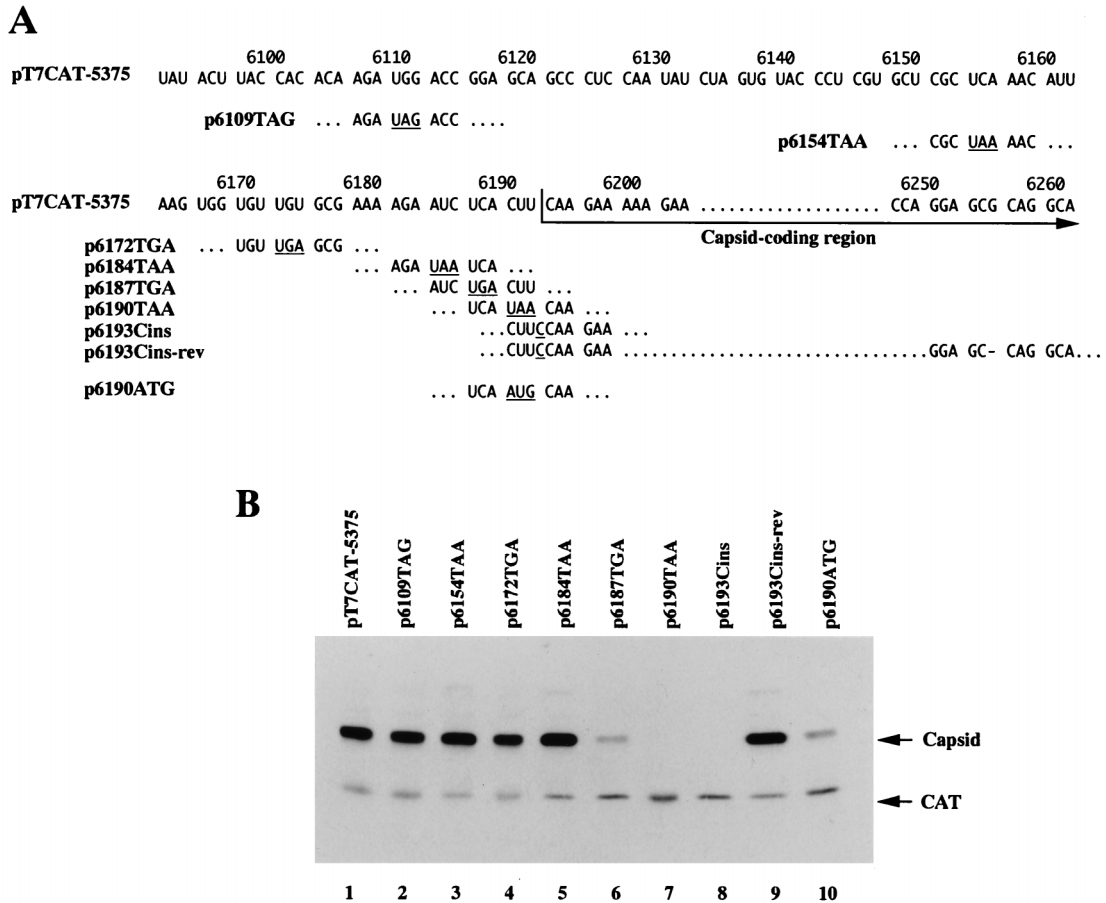 A
6100 6110 6120 6130 6140 6150 6160
pT7CAT-5375 UAU ACU UAC CAC ACA AGA UGG ACC GGA GCA GCC CUC CAA UAU CUA GUG UAC CCU CGU GCU CGC UCA AAC AUU
p6109TAG ... AGA UAG ACC ....
p6154TAA ... CGC UAA AAC ...
6170 6180 6190 6200 6250 6260
pT7CAT-5375 AAG UGG UGU UGU GCG AAA AGA AUC UCA CUU CAA GAA AAA GAA ................... CCA GGA GCG CAG GCA
Capsid-coding region
p6172TGA ... UGU UGA GCG ...
p6184TAA ... AGA UAA UCA ...
p6187TGA ... AUC UGA CUU ...
p6190TAA ... UCA UAA CAA ...
p6193Cins ...CUUCCAA GAA ...
p6193Cins-rev ...CUUCCAA GAA ................................GGA GC- CAG GCA...
p6190ATG ... UCA AUG CAA ...
B
pT7CAT-5375
p6109TAG
p6154TAA
p6172TGA
p6184TAA
p6187TGA
p6190TAA
p6193Cins
p6193Cins-rev
p6190ATG
Capsid
CAT
1 2 3 4 5 6 7 8 9 10